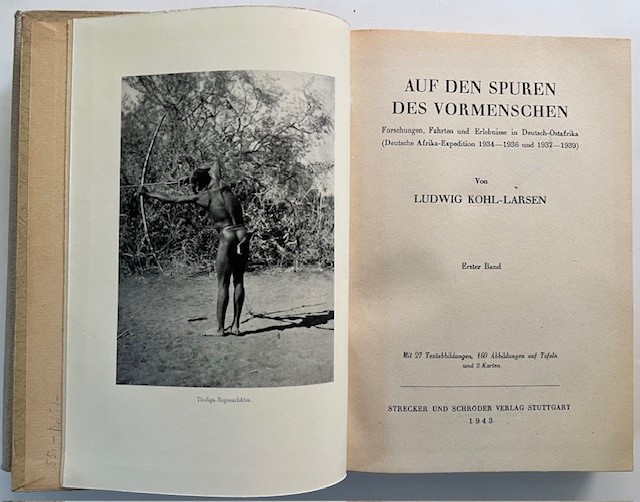 Tindiga-Bogenschütze.
AUF DEN SPUREN
DES VORMENSCHEN
Forschungen, Fahrten und Erlebnisse in Deutsch-Ostafrika
(Deutsche Afrika-Expedition 1934—1936 und 1937—1939)
Von
LUDWIG KOHL-LARSEN
Erster Band
Mit 27 Textabbildungen, 160 Abbildungen auf Tafeln
und 2 Karten
STRECKER UND SCHRÖDER VERLAG STUTTGART
1943